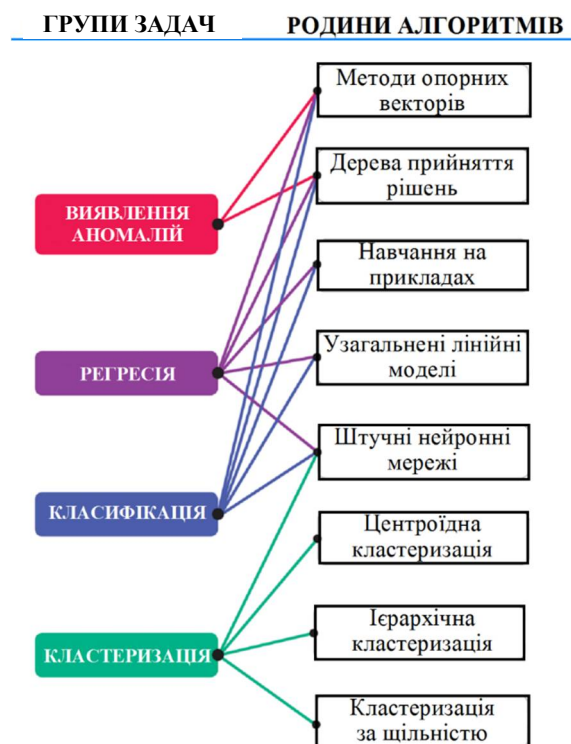 ГРУПИ ЗАДАЧ
РОДИНИ АЛГОРИТМІВ
Методи опорних
векторів
Дерева прийняття
рішень
ВИЯВЛЕННЯ
АНОМАЛІЙ
Навчання на
прикладах
РЕГРЕСІЯ
Узагальнені лінійні
моделі
Штучні нейронні
мережі
КЛАСИФІКАЦІЯ
Центроїдна
кластеризація
Ієрархічна
кластеризація
КЛАСТЕРИЗАЦІЯ
Кластеризація
за щільністю